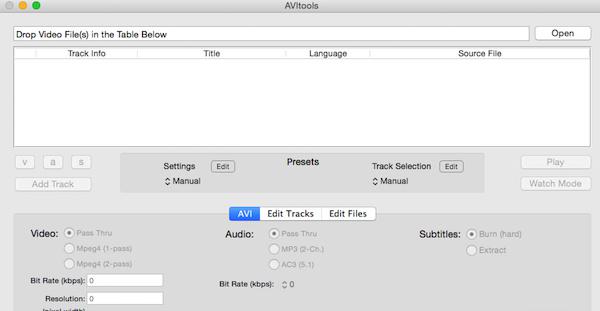 AVItools
Drop Video File(s) in the Table Below Open
Track Info Title Language Source File
v a s Settings Edit Presets Track Selection Edit Play
Add Track Manual Manual Watch Mode
AVI Edit Tracks Edit Files
Video: Pass Thru Audio: Pass Thru Subtitles: Burn (hard)
Mpeg4 (1-pass) MP3 (2-Ch.) Extract
Mpeg4 (2-pass) AC3 (5.1)
Bit Rate (kbps): 0 Bit Rate (kbps): 0
Resolution: 0
(pixel width)